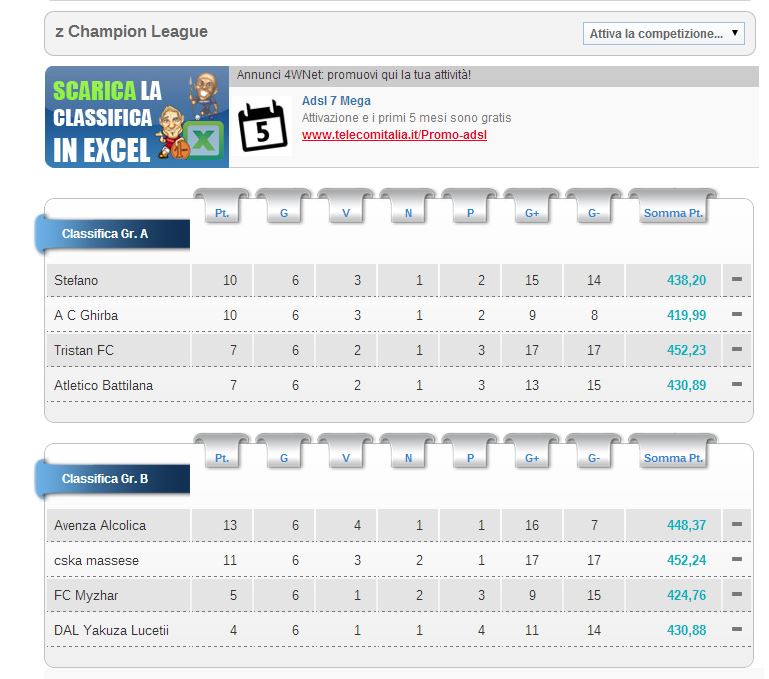 z Champion League
Attiva la competizione...
SCARICA LA
CLASSIFICA
IN EXCEL
X
Annunci 4WNet: promuovi qui la tua attività!
5
Adsl 7 Mega
Attivazione e i primi 5 mesi sono gratis
www.telecomitalia.it/Promo-adsl
Classifica Gr. A Pt. G V N P G+ G- Somma Pt.
Stefano 10 6 3 1 2 15 14 438,20
A C Ghirba 10 6 3 1 2 9 8 419,99
Tristan FC 7 6 2 1 3 17 17 452,23
Atletico Battilana 7 6 2 1 3 13 15 430,89
Classifica Gr. B Pt. G V N P G+ G- Somma Pt.
Avenza Alcolica 13 6 4 1 1 16 7 448,37
cska massese 11 6 3 2 1 17 17 452,24
FC Myzhar 5 6 1 2 3 9 15 424,76
DAL Yakuza Lucetii 4 6 1 1 4 11 14 430,88